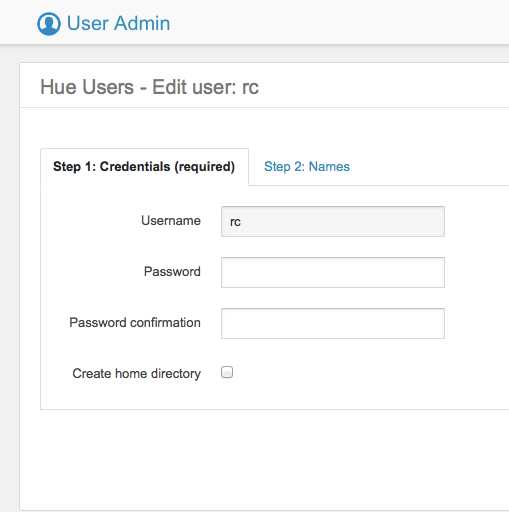 User Admin
Hue Users - Edit user: rc
Step 1: Credentials (required) Step 2: Names
Username rc
Password
Password confirmation
Create home directory